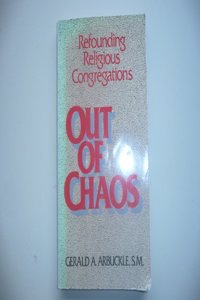 Refounding
Religious
Congregations
OUT
OF
CHAOS
GERALD A. ARBUCKLE, S.M.